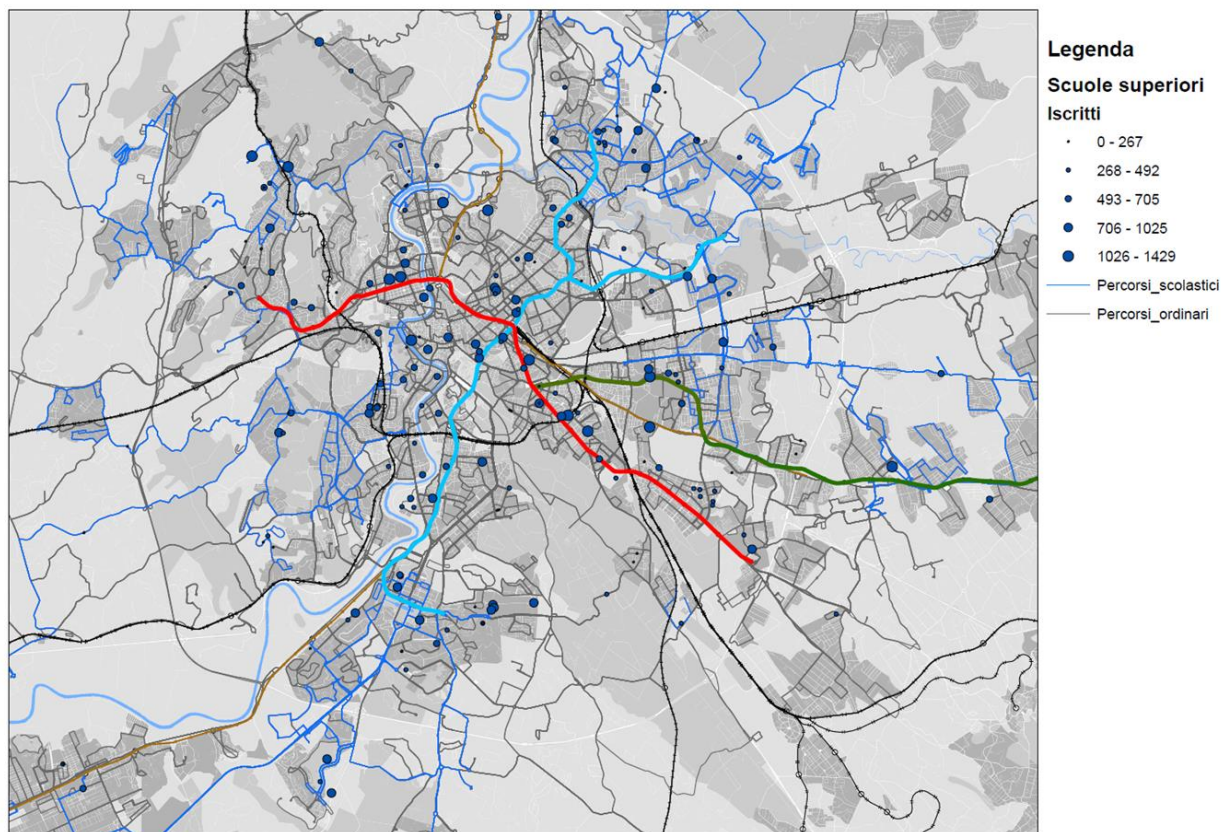 Legenda
Scuole superiori
Iscritti
0 - 267
268 - 492
493 - 705
706 - 1025
1026 - 1429
Percorsi_scolastici
Percorsi_ordinari